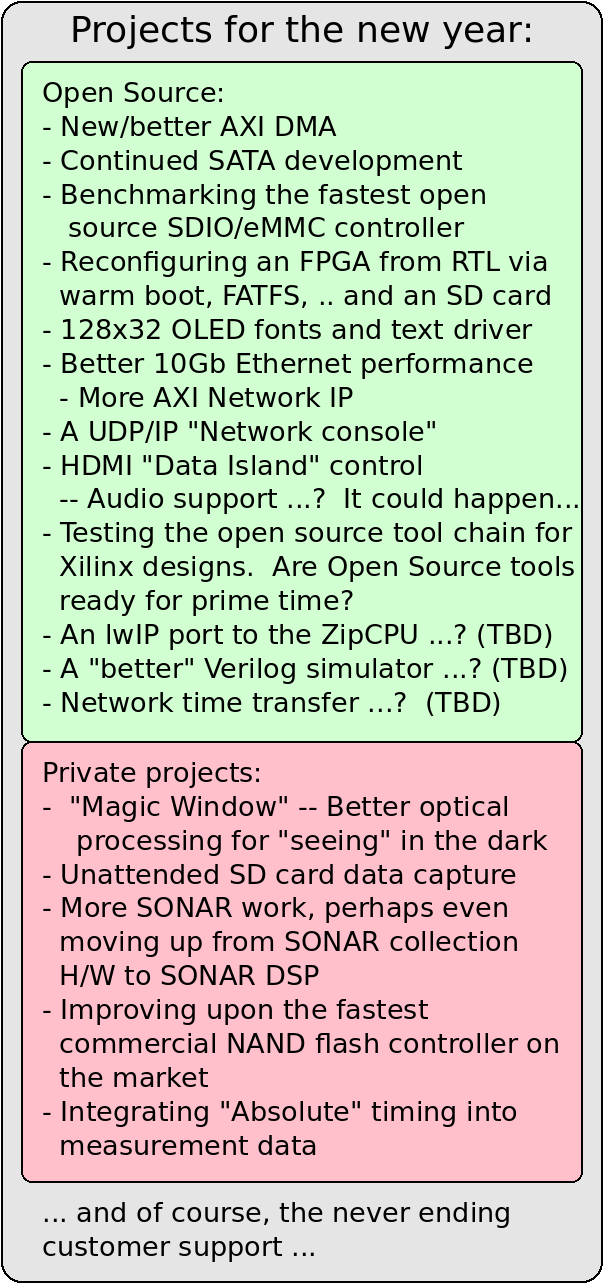 Projects for the new year:
Open Source:
- New/better AXI DMA
- Continued SATA development
- Benchmarking the fastest open
source SDIO/eMMC controller
- Reconfiguring an FPGA from RTL via
warm boot, FATFS, .. and an SD card
- 128x32 OLED fonts and text driver
- Better 10Gb Ethernet performance
- More AXI Network IP
- A UDP/IP "Network console"
- HDMI "Data Island" control
-- Audio support ...?  It could happen...
- Testing the open source tool chain for
Xilinx designs.  Are Open Source tools
ready for prime time?
- An lwIP port to the ZipCPU ...? (TBD)
- A "better" Verilog simulator ...? (TBD)
- Network time transfer ...?  (TBD)
Private projects:
-  "Magic Window" -- Better optical
processing for "seeing" in the dark
- Unattended SD card data capture
- More SONAR work, perhaps even
moving up from SONAR collection
H/W to SONAR DSP
- Improving upon the fastest
commercial NAND flash controller on
the market
- Integrating "Absolute" timing into
measurement data
... and of course, the never ending
customer support ...